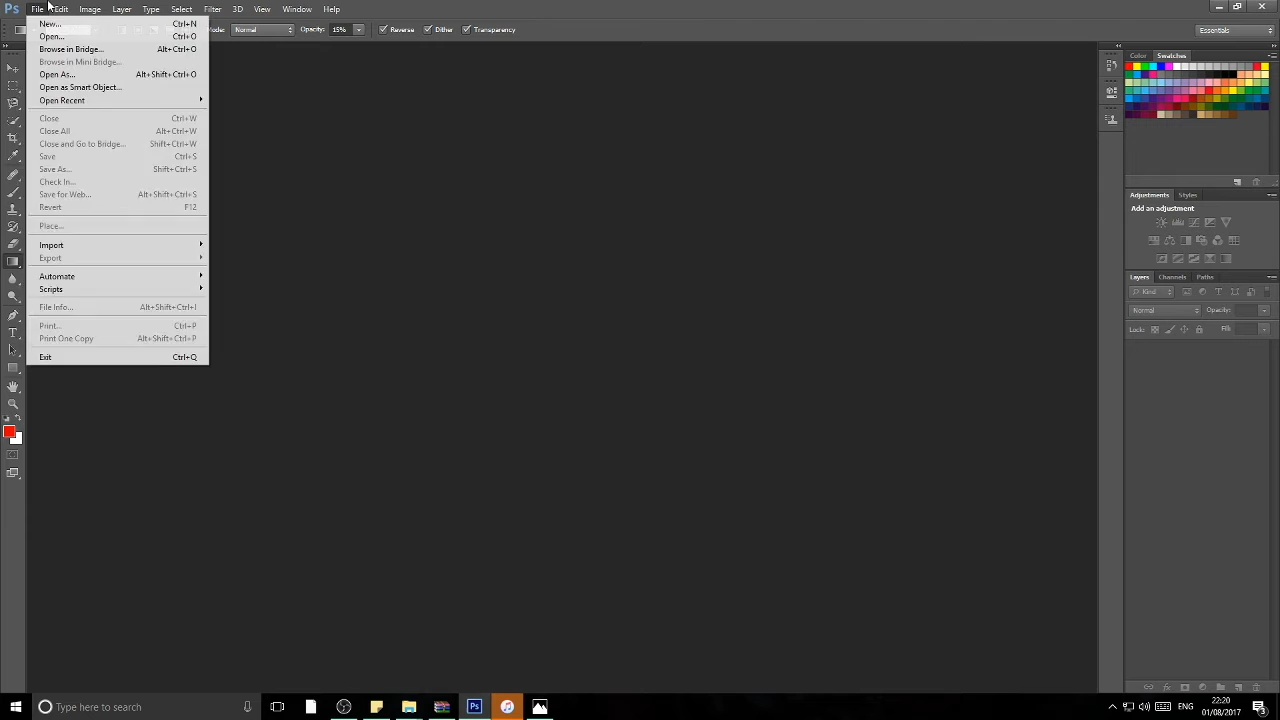 Ps File Edit Image Layer Type Select Filter 3D View Window Help
Mode: Normal Opacity: 15% Reverse Dither Transparency Essentials
New... Ctrl+N
Open... Ctrl+O
Browse in Bridge... Alt+Ctrl+O
Browse in Mini Bridge...
Open As... Alt+Shift+Ctrl+O
Open as Smart Object...
Open Recent
Close Ctrl+W
Close All Alt+Ctrl+W
Close and Go to Bridge... Shift+Ctrl+W
Save Ctrl+S
Save As... Shift+Ctrl+S
Check In...
Save for Web... Alt+Shift+Ctrl+S
Revert F12
Place...
Import
Export
Automate
Scripts
File Info... Alt+Shift+Ctrl+I
Print... Ctrl+P
Print One Copy Alt+Shift+Ctrl+P
Exit Ctrl+Q
Color Swatches
Adjustments Styles
Add an adjustment
Layers Channels Paths
Kind
Normal Opacity:
Lock: Fill:
Type here to search Ps 22:20
01/08/2017 3